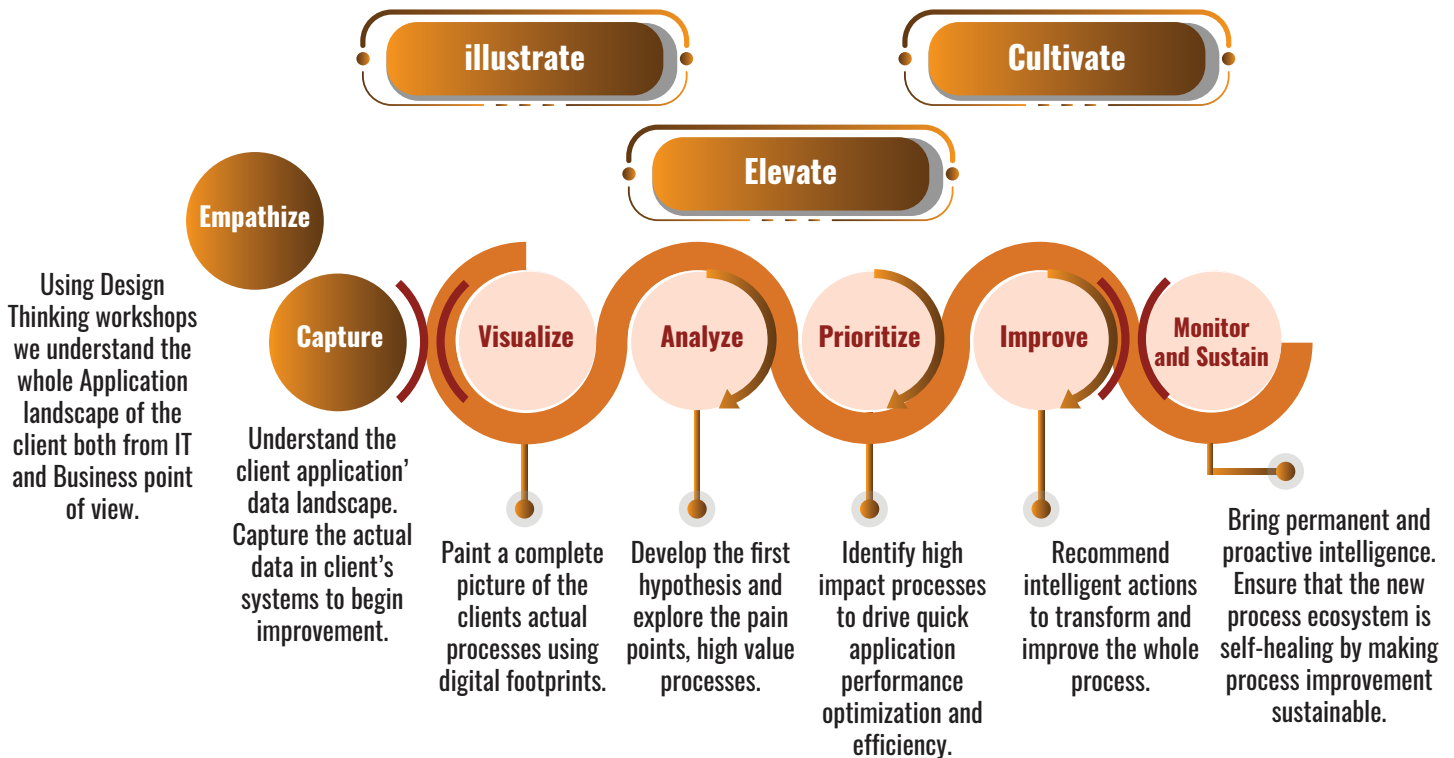 illustrate
Cultivate
Elevate
Empathize
Using Design
Thinking workshops
we understand the
whole Application
landscape of the
client both from IT
and Business point
of view.
Capture
Understand the
client application’
data landscape.
Capture the actual
data in client’s
systems to begin
improvement.
Visualize
Paint a complete
picture of the
clients actual
processes using
digital footprints.
Analyze
Develop the first
hypothesis and
explore the pain
points, high value
processes.
Prioritize
Identify high
impact processes
to drive quick
application
performance
optimization and
efficiency.
Improve
Recommend
intelligent actions
to transform and
improve the whole
process.
Monitor
and Sustain
Bring permanent and
proactive intelligence.
Ensure that the new
process ecosystem is
self-healing by making
process improvement
sustainable.